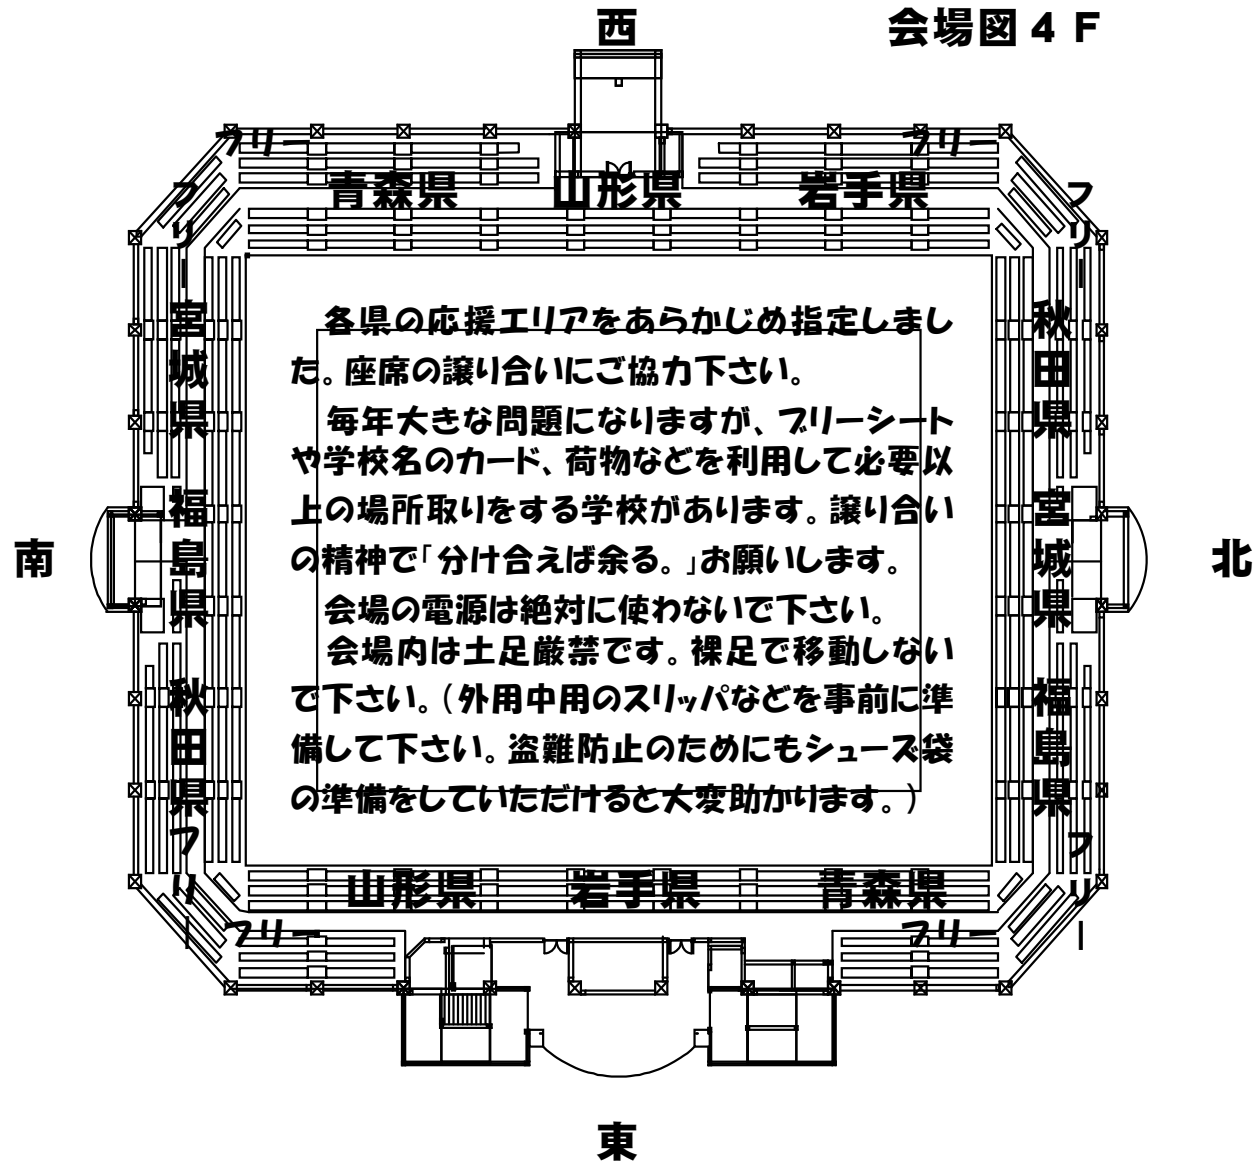 西
会場図４Ｆ
フリー
フリー
青森県
山形県
岩手県
フリー
フリー
宮城県
秋田県
各県の応援エリアをあらかじめ指定しまし
た。座席の譲り合いにご協力下さい。
毎年大きな問題になりますが、ブリーシート
や学校名のカード、荷物などを利用して必要以
上の場所取りをする学校があります。譲り合い
の精神で「分け合えば余る。」お願いします。
会場の電源は絶対に使わないで下さい。
会場内は土足厳禁です。裸足で移動しない
で下さい。（外用中用のスリッパなどを事前に準
備して下さい。盗難防止のためにもシューズ袋
の準備をしていただけると大変助かります。）
福島県
宮城県
南
北
秋田県
福島県
フリー
フリー
山形県
岩手県
青森県
フリー
フリー
東